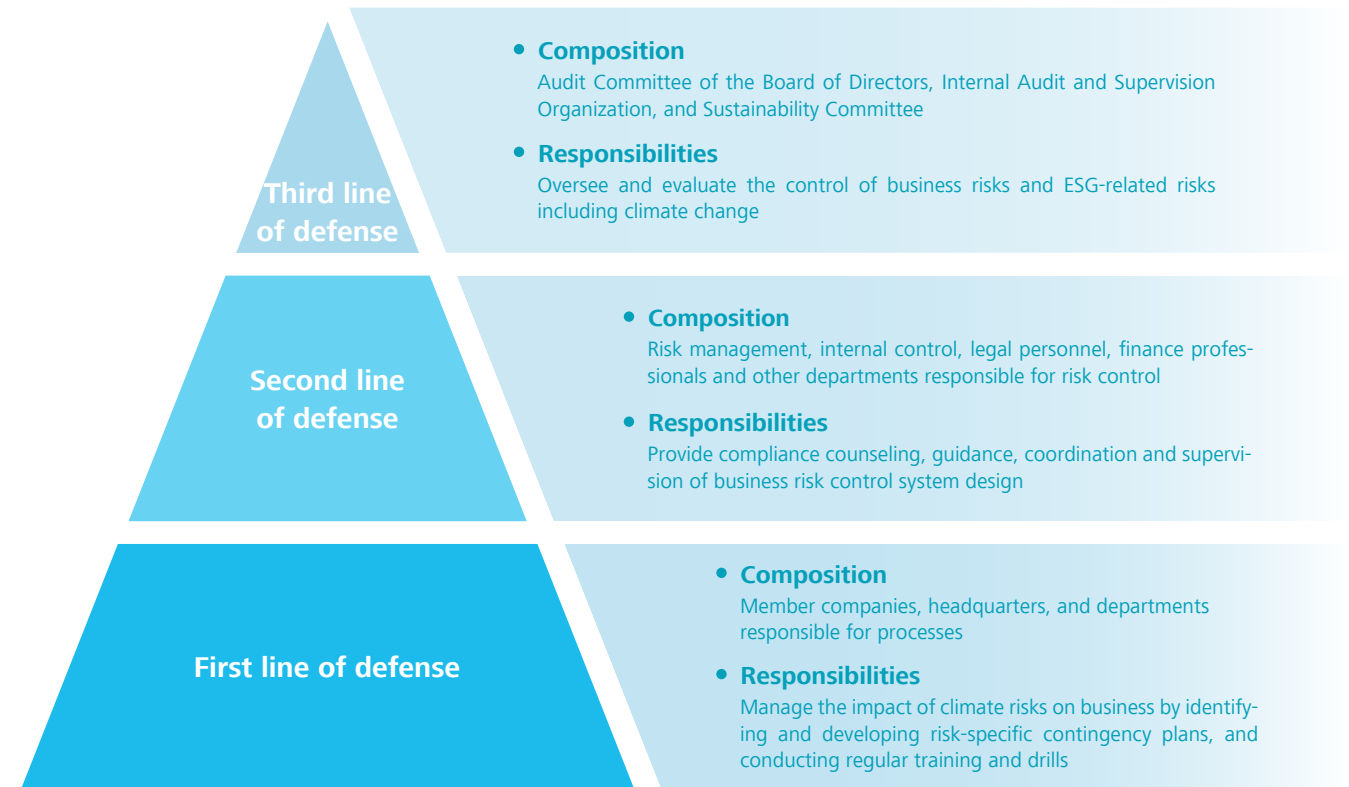 Third line
of defense
• Composition
Audit Committee of the Board of Directors, Internal Audit and Supervision
Organization, and Sustainability Committee
• Responsibilities
Oversee and evaluate the control of business risks and ESG-related risks
including climate change
Second line
of defense
• Composition
Risk management, internal control, legal personnel, finance profes-
sionals and other departments responsible for risk control
• Responsibilities
Provide compliance counseling, guidance, coordination and supervi-
sion of business risk control system design
First line of defense
• Composition
Member companies, headquarters, and departments
responsible for processes
• Responsibilities
Manage the impact of climate risks on business by identify-
ing and developing risk-specific contingency plans, and
conducting regular training and drills